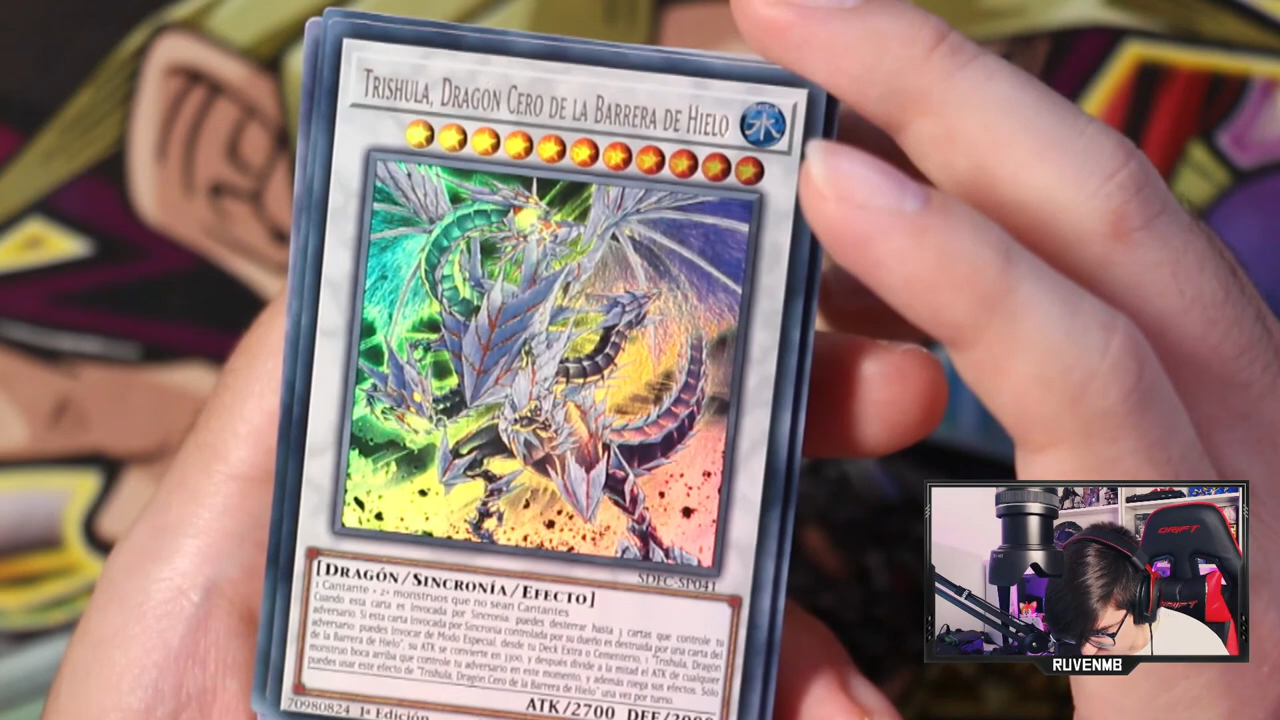 TRISHULA, DRAGÓN CERO DE LA BARRERA DE HIELO
水
SDFC-SP041
[DRAGÓN/SINCRONÍA/EFECTO]
1 Cantante + 2+ monstruos que no sean Cantantes
Cuando esta carta es Invocada por Sincronía: puedes desterrar hasta 3 cartas que controle tu
adversario. Si esta carta Invocada por Sincronía controlada por su dueño es destruida por una carta del
adversario: puedes Invocar de Modo Especial, desde tu Deck Extra o Cementerio, 1 "Trishula, Dragón
de la Barrera de Hielo", su ATK se convierte en 3300, y después divide a la mitad el ATK de cualquier
monstruo boca arriba que controle tu adversario en este momento, y además niega sus efectos. Sólo
puedes usar este efecto de "Trishula, Dragón Cero de la Barrera de Hielo" una vez por turno.
ATK/2700 DEF/2000
70980824 1ª Edición
DRIFT
DRIFT
RUVENMB